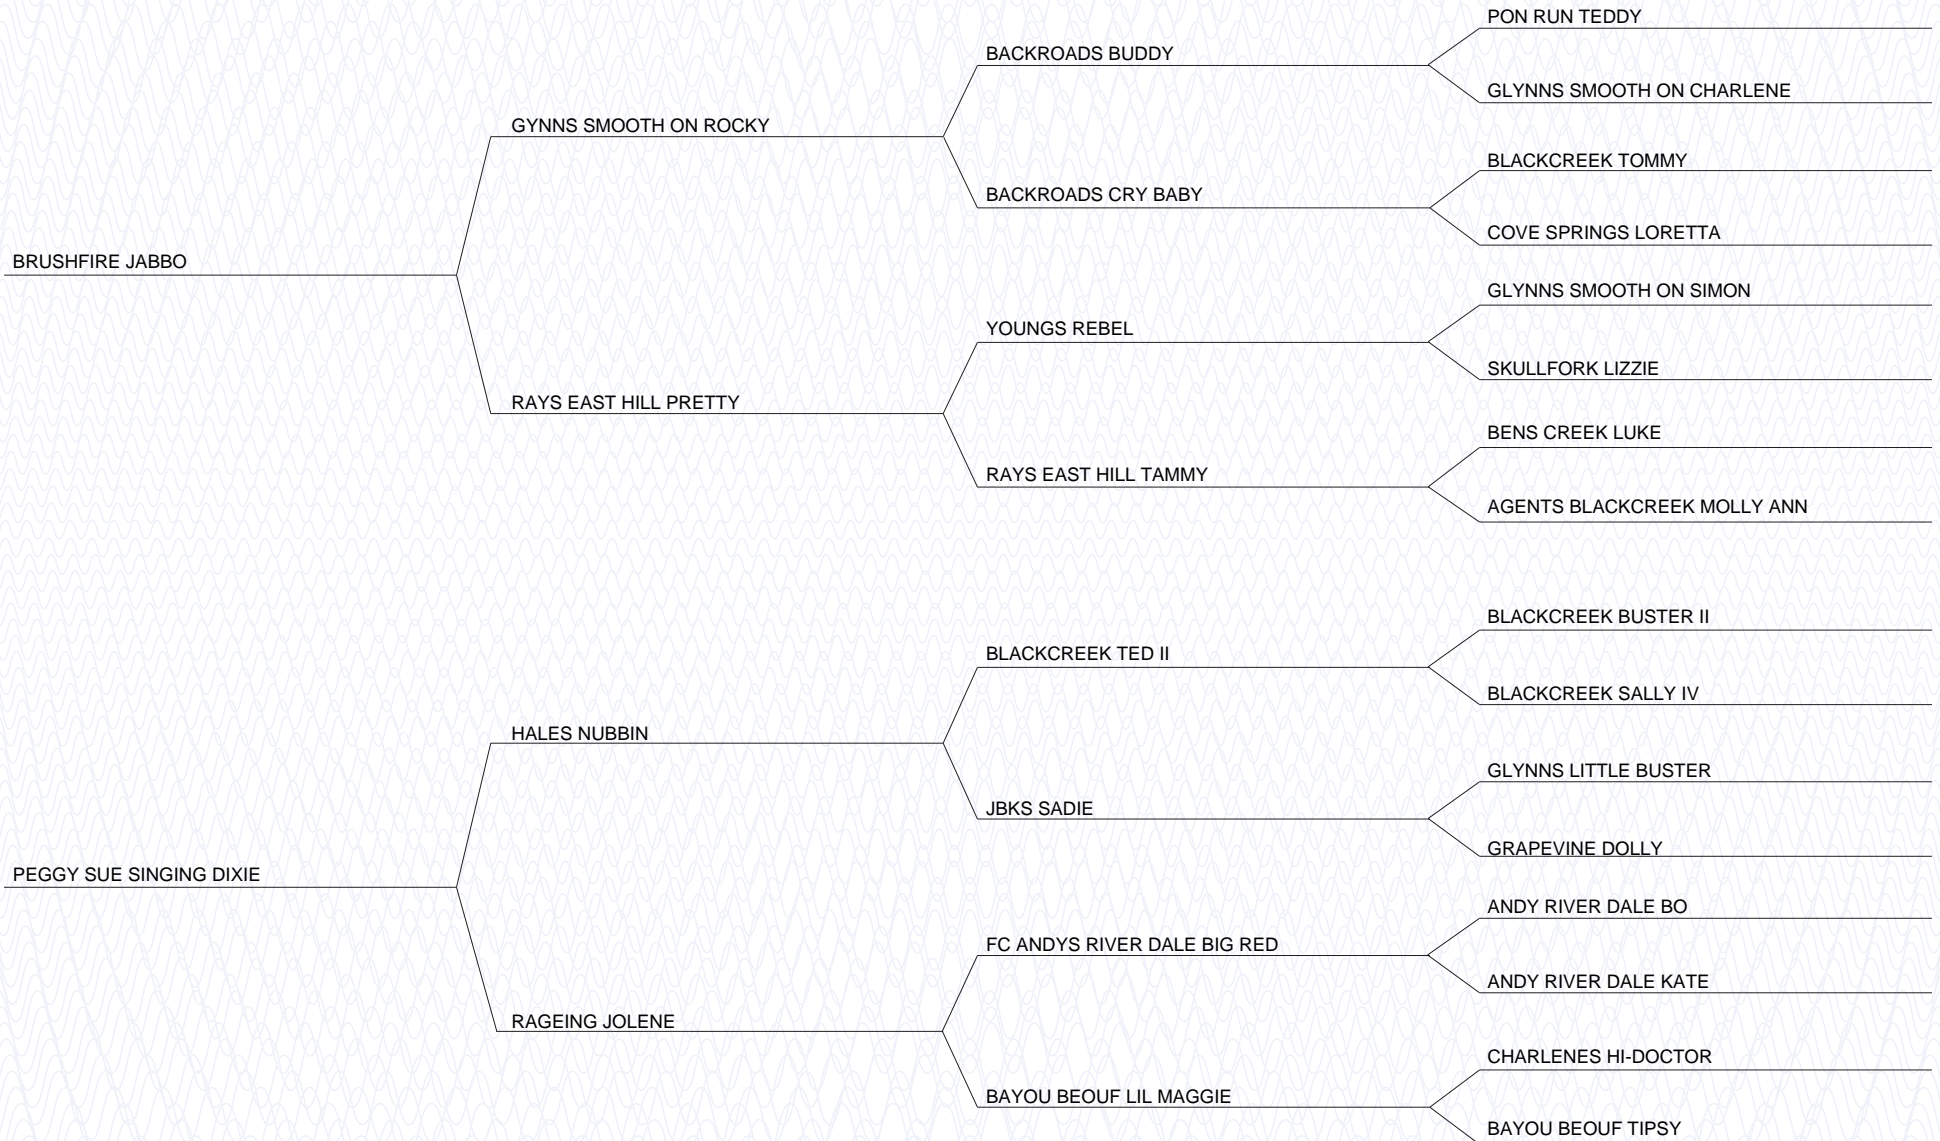 PON RUN TEDDY
BACKROADS BUDDY
GLYNNS SMOOTH ON CHARLENE
GYNNS SMOOTH ON ROCKY
BLACKCREEK TOMMY
BACKROADS CRY BABY
COVE SPRINGS LORETTA
BRUSHFIRE JABBO
GLYNNS SMOOTH ON SIMON
YOUNGS REBEL
SKULLFORK LIZZIE
RAYS EAST HILL PRETTY
BENS CREEK LUKE
RAYS EAST HILL TAMMY
AGENTS BLACKCREEK MOLLY ANN
BLACKCREEK BUSTER II
BLACKCREEK TED II
BLACKCREEK SALLY IV
HALES NUBBIN
GLYNNS LITTLE BUSTER
JBKS SADIE
GRAPEVINE DOLLY
PEGGY SUE SINGING DIXIE
ANDY RIVER DALE BO
FC ANDYS RIVER DALE BIG RED
ANDY RIVER DALE KATE
RAGEING JOLENE
CHARLENES HI-DOCTOR
BAYOU BEOUF LIL MAGGIE
BAYOU BEOUF TIPSY